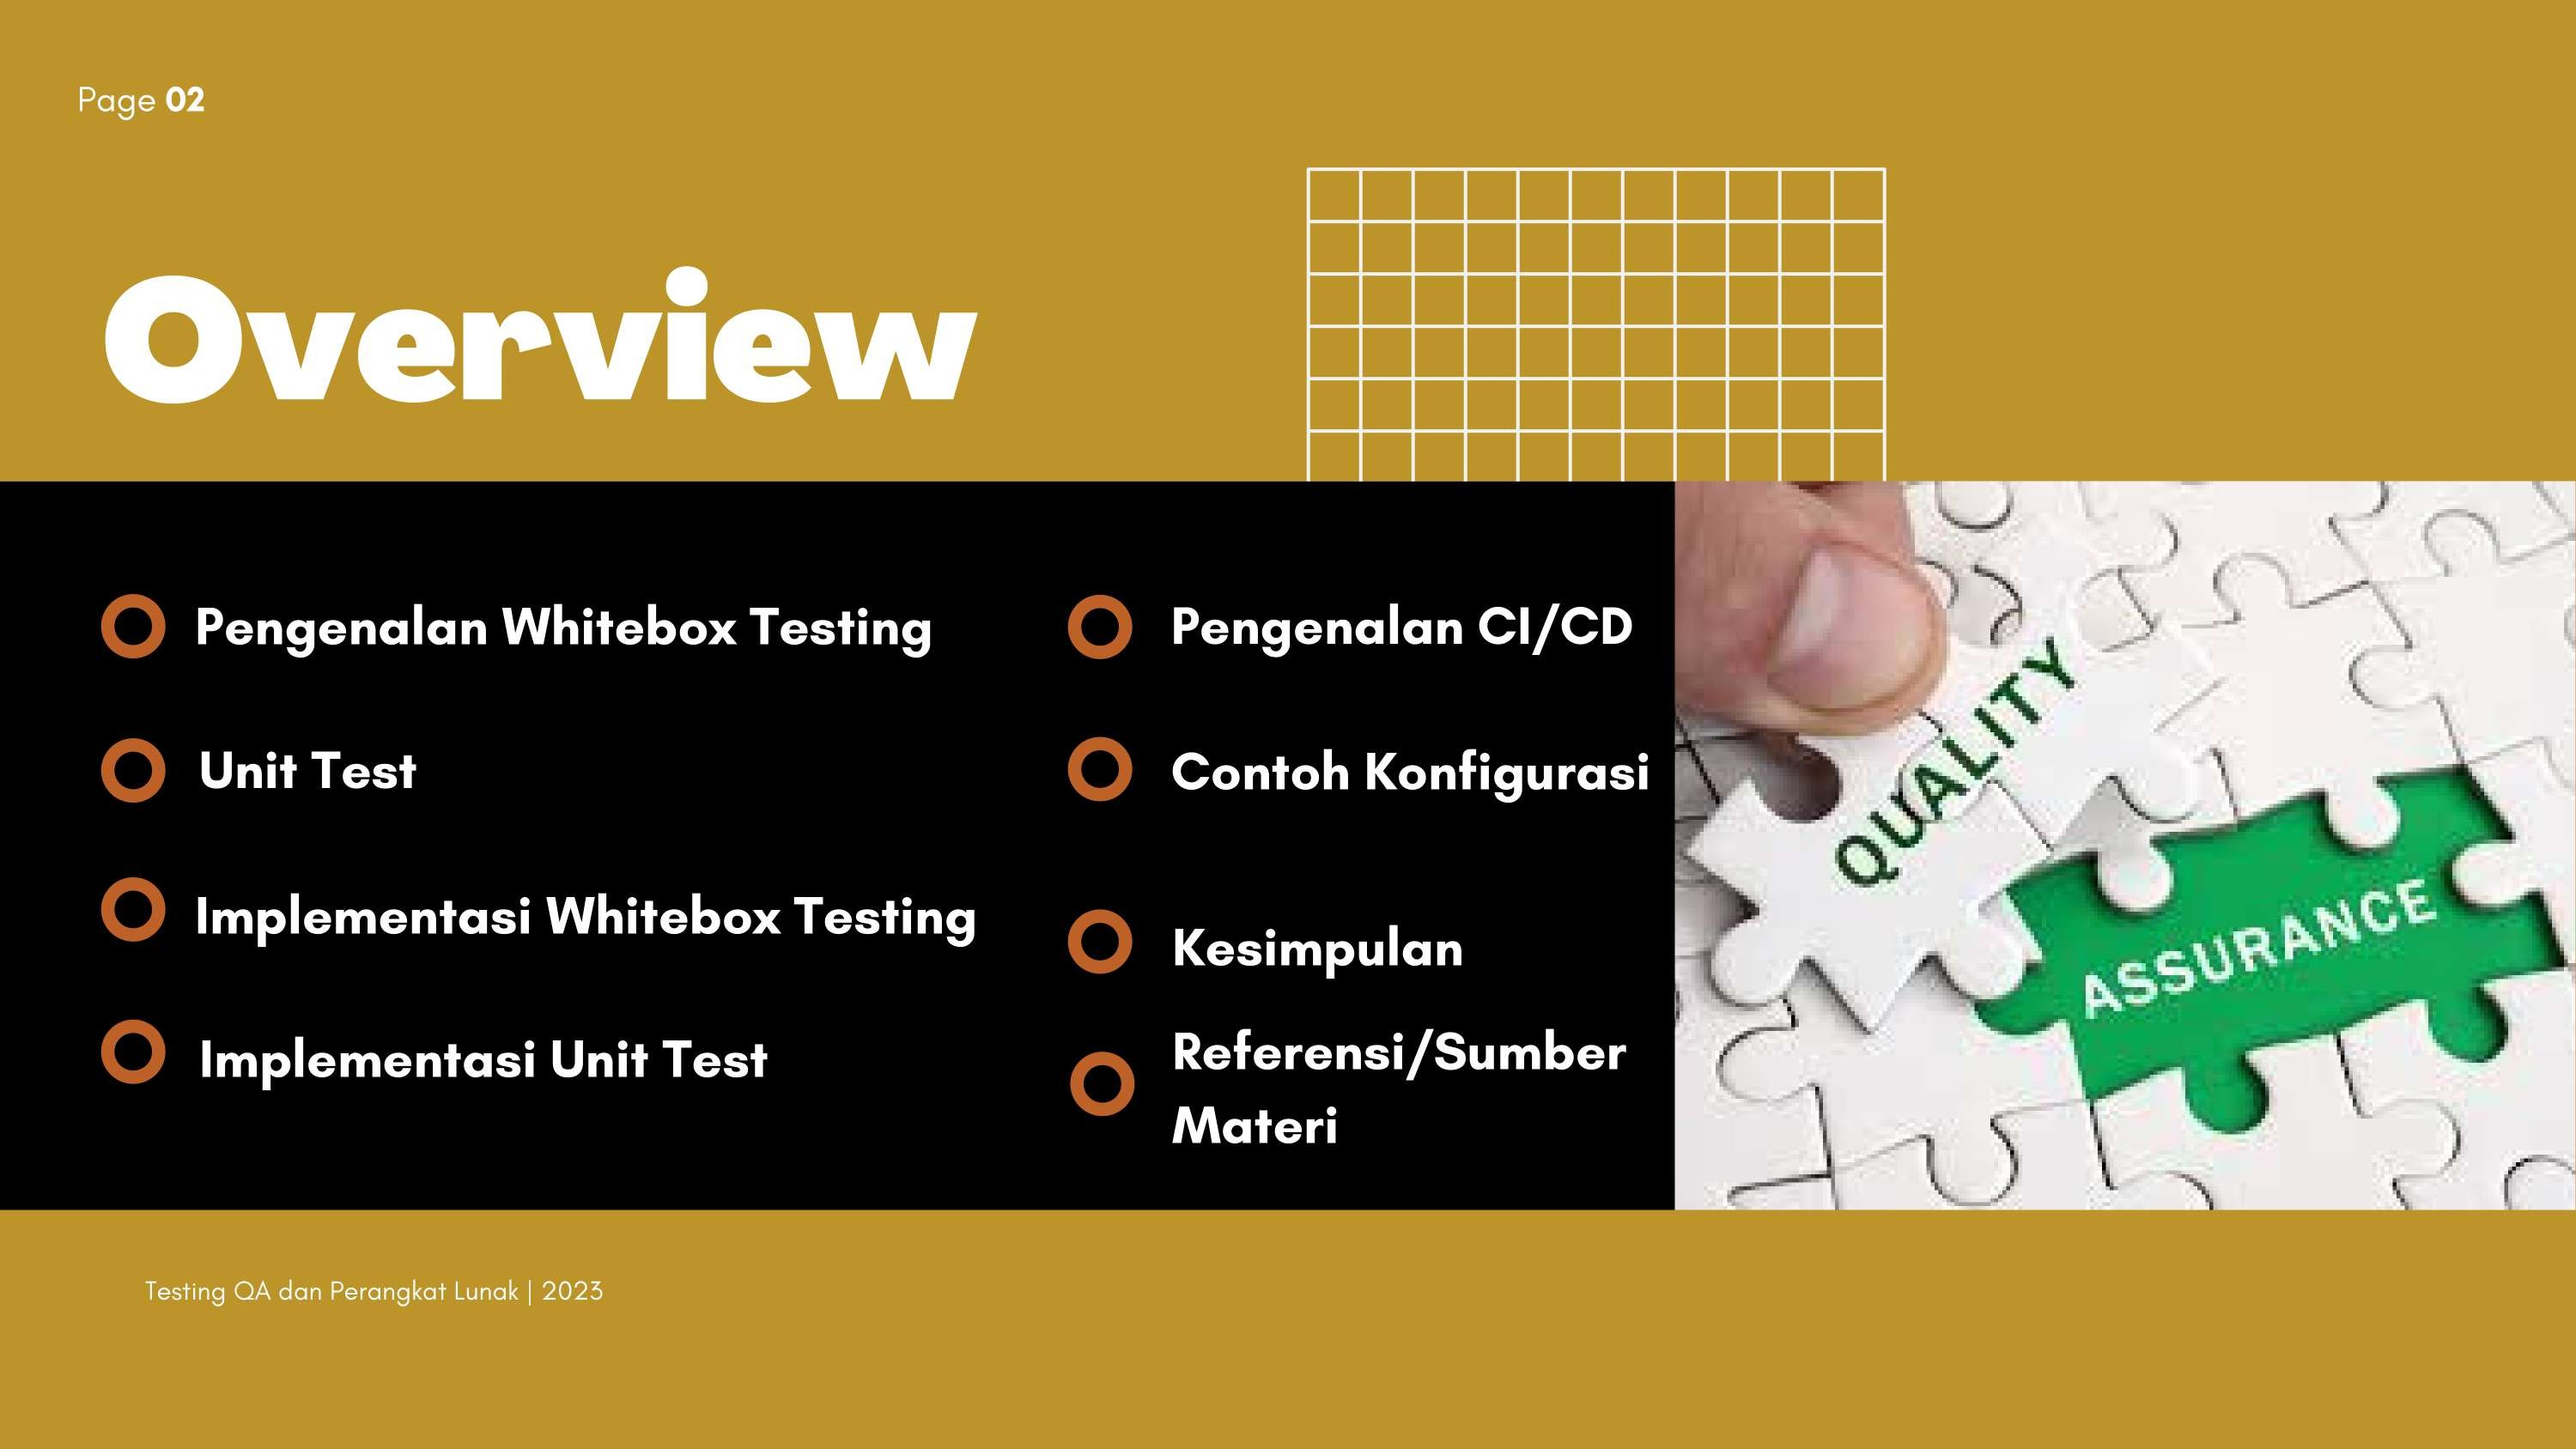 Page 02
Overview
Pengenalan Whitebox Testing
Unit Test
Implementasi Whitebox Testing
Implementasi Unit Test
Pengenalan CI/CD
Contoh Konfigurasi
Kesimpulan
Referensi/Sumber
Materi
QUALITY
ASSURANCE
Testing QA dan Perangkat Lunak | 2023